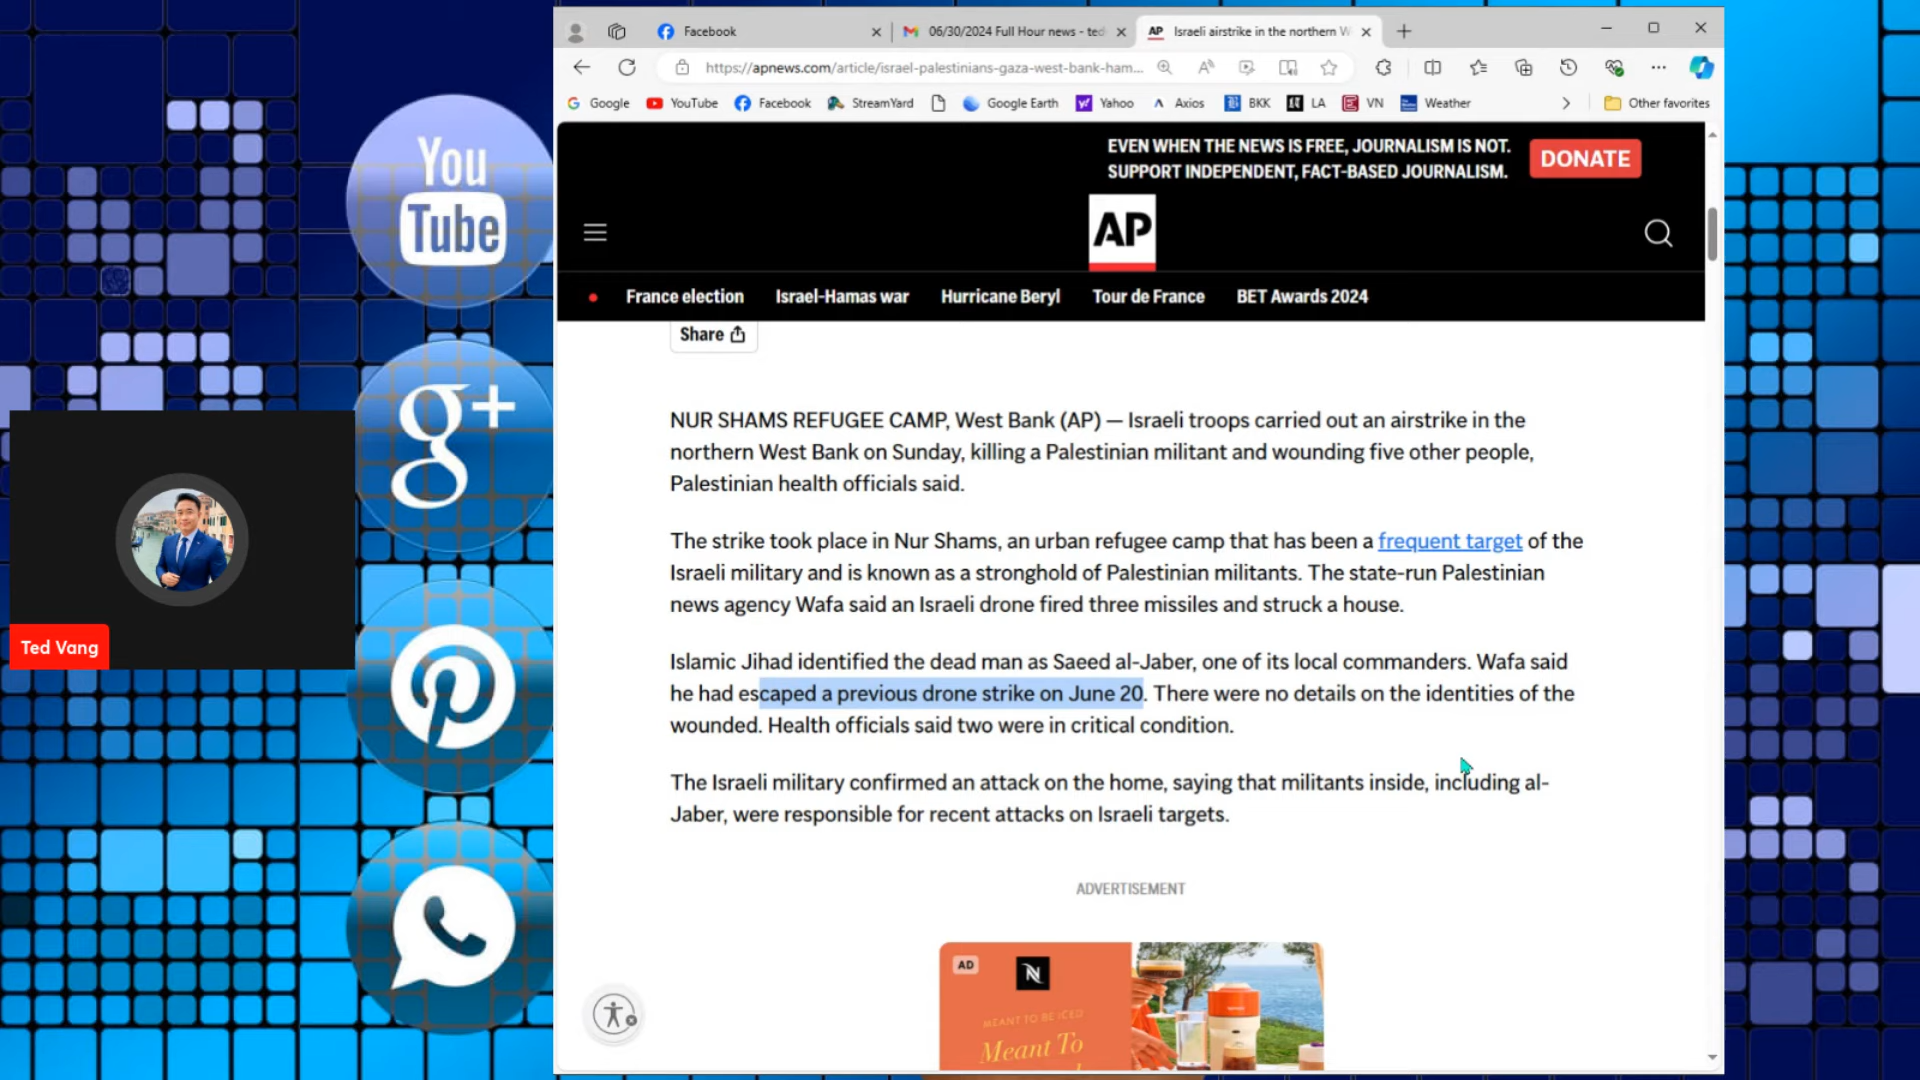 Facebook
06/30/2024 Full Hour news - ted
AP
Israeli airstrike in the northern W
https://apnews.com/article/israel-palestinians-gaza-west-bank-ham...
Google
YouTube
Facebook
StreamYard
Google Earth
Yahoo
Axios
BKK
LA
VN
Weather
Other favorites
EVEN WHEN THE NEWS IS FREE, JOURNALISM IS NOT.
SUPPORT INDEPENDENT, FACT-BASED JOURNALISM.
DONATE
AP
France election
Israel-Hamas war
Hurricane Beryl
Tour de France
BET Awards 2024
Share
NUR SHAMS REFUGEE CAMP, West Bank (AP) — Israeli troops carried out an airstrike in the
northern West Bank on Sunday, killing a Palestinian militant and wounding five other people,
Palestinian health officials said.
The strike took place in Nur Shams, an urban refugee camp that has been a frequent target of the
Israeli military and is known as a stronghold of Palestinian militants. The state-run Palestinian
news agency Wafa said an Israeli drone fired three missiles and struck a house.
Islamic Jihad identified the dead man as Saeed al-Jaber, one of its local commanders. Wafa said
he had escaped a previous drone strike on June 20. There were no details on the identities of the
wounded. Health officials said two were in critical condition.
The Israeli military confirmed an attack on the home, saying that militants inside, including al-
Jaber, were responsible for recent attacks on Israeli targets.
ADVERTISEMENT
AD
N
MEANT TO BE ICED
Meant To
You
Tube
g+
Ted Vang